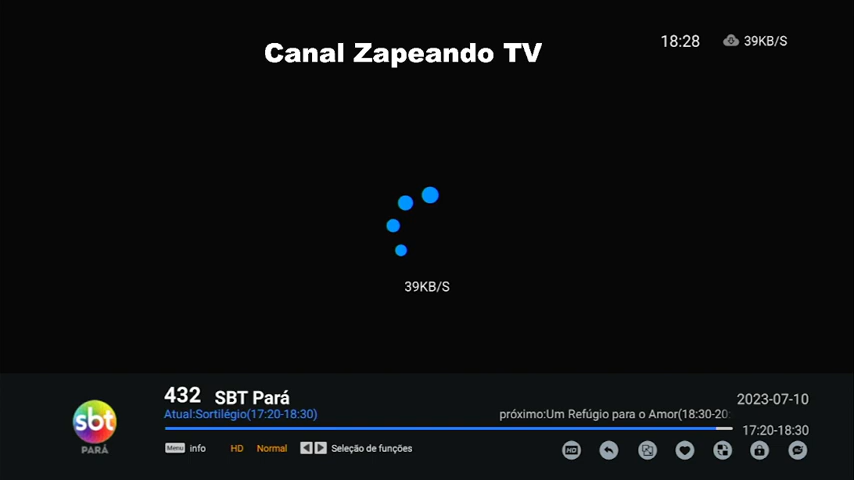 Canal Zapeando TV
18:28
39KB/S
39KB/S
432 SBT Pará
2023-07-10
Atual:Sortilégio(17:20-18:30)
próximo:Um Refúgio para o Amor(18:30-20:
17:20-18:30
sbt
PARÁ
Menu info HD Normal Seleção de funções
HD